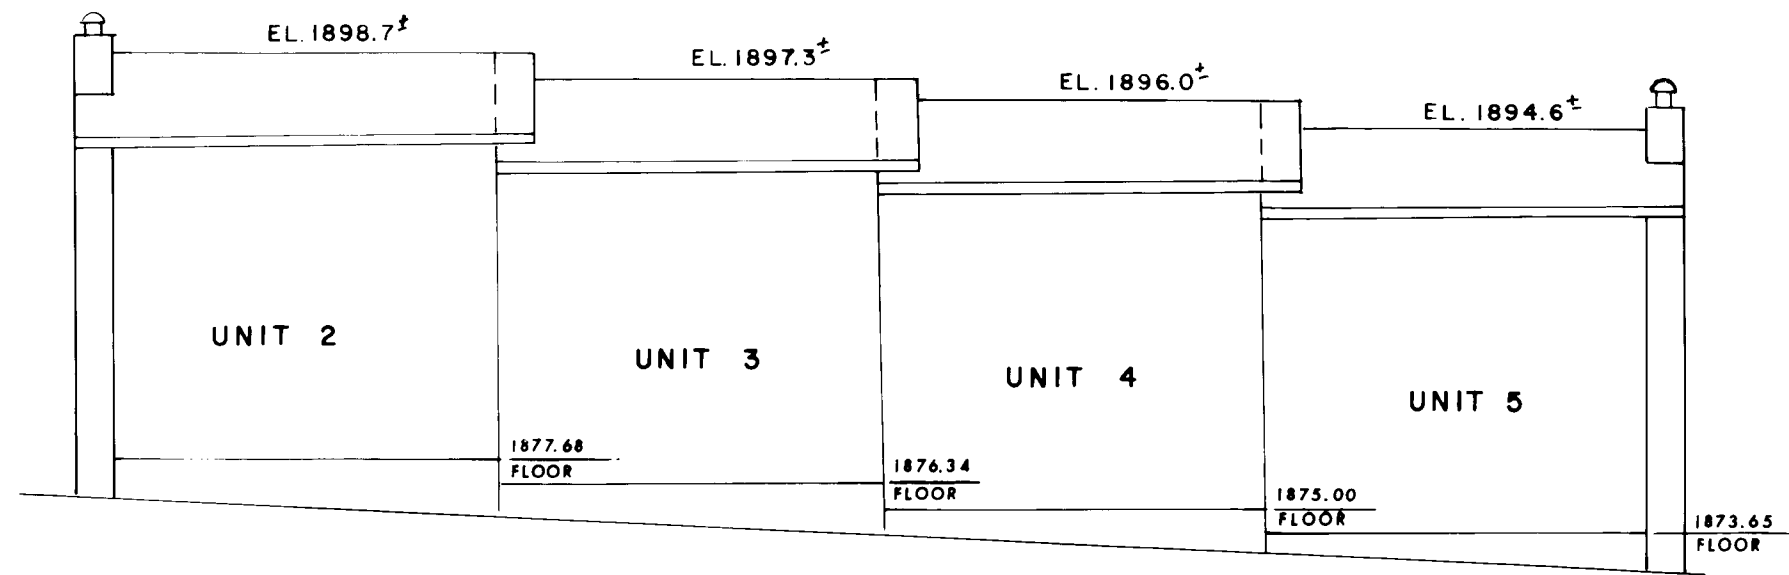 EL. 1898.7±
EL. 1897.3±
EL. 1896.0±
EL. 1894.6±
UNIT 2
UNIT 3
UNIT 4
UNIT 5
1877.68
FLOOR
1876.34
FLOOR
1875.00
FLOOR
1873.65
FLOOR